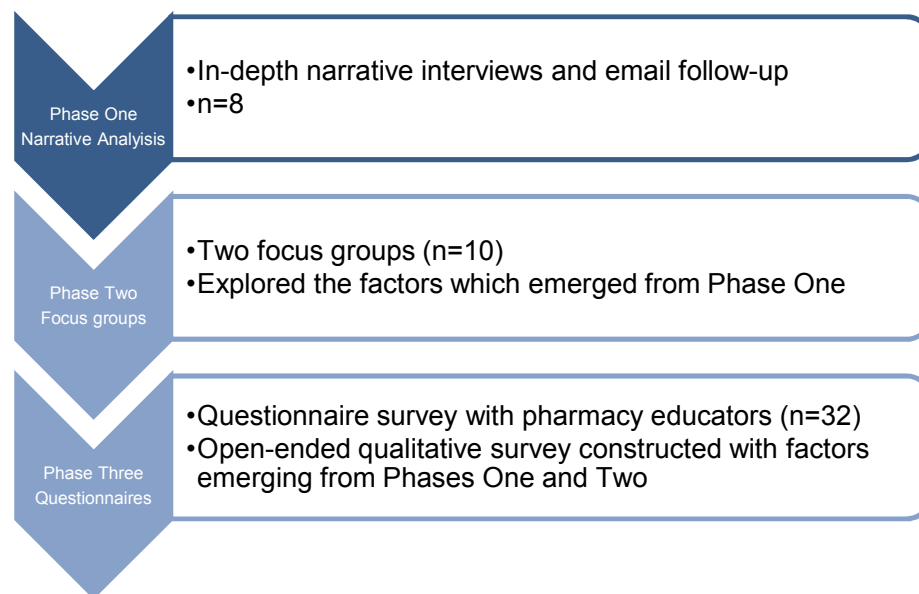 Phase One
Narrative Analyisis
•In-depth narrative interviews and email follow-up
•n=8
Phase Two
Focus groups
•Two focus groups (n=10)
•Explored the factors which emerged from Phase One
Phase Three
Questionnaires
•Questionnaire survey with pharmacy educators (n=32)
•Open-ended qualitative survey constructed with factors
emerging from Phases One and Two